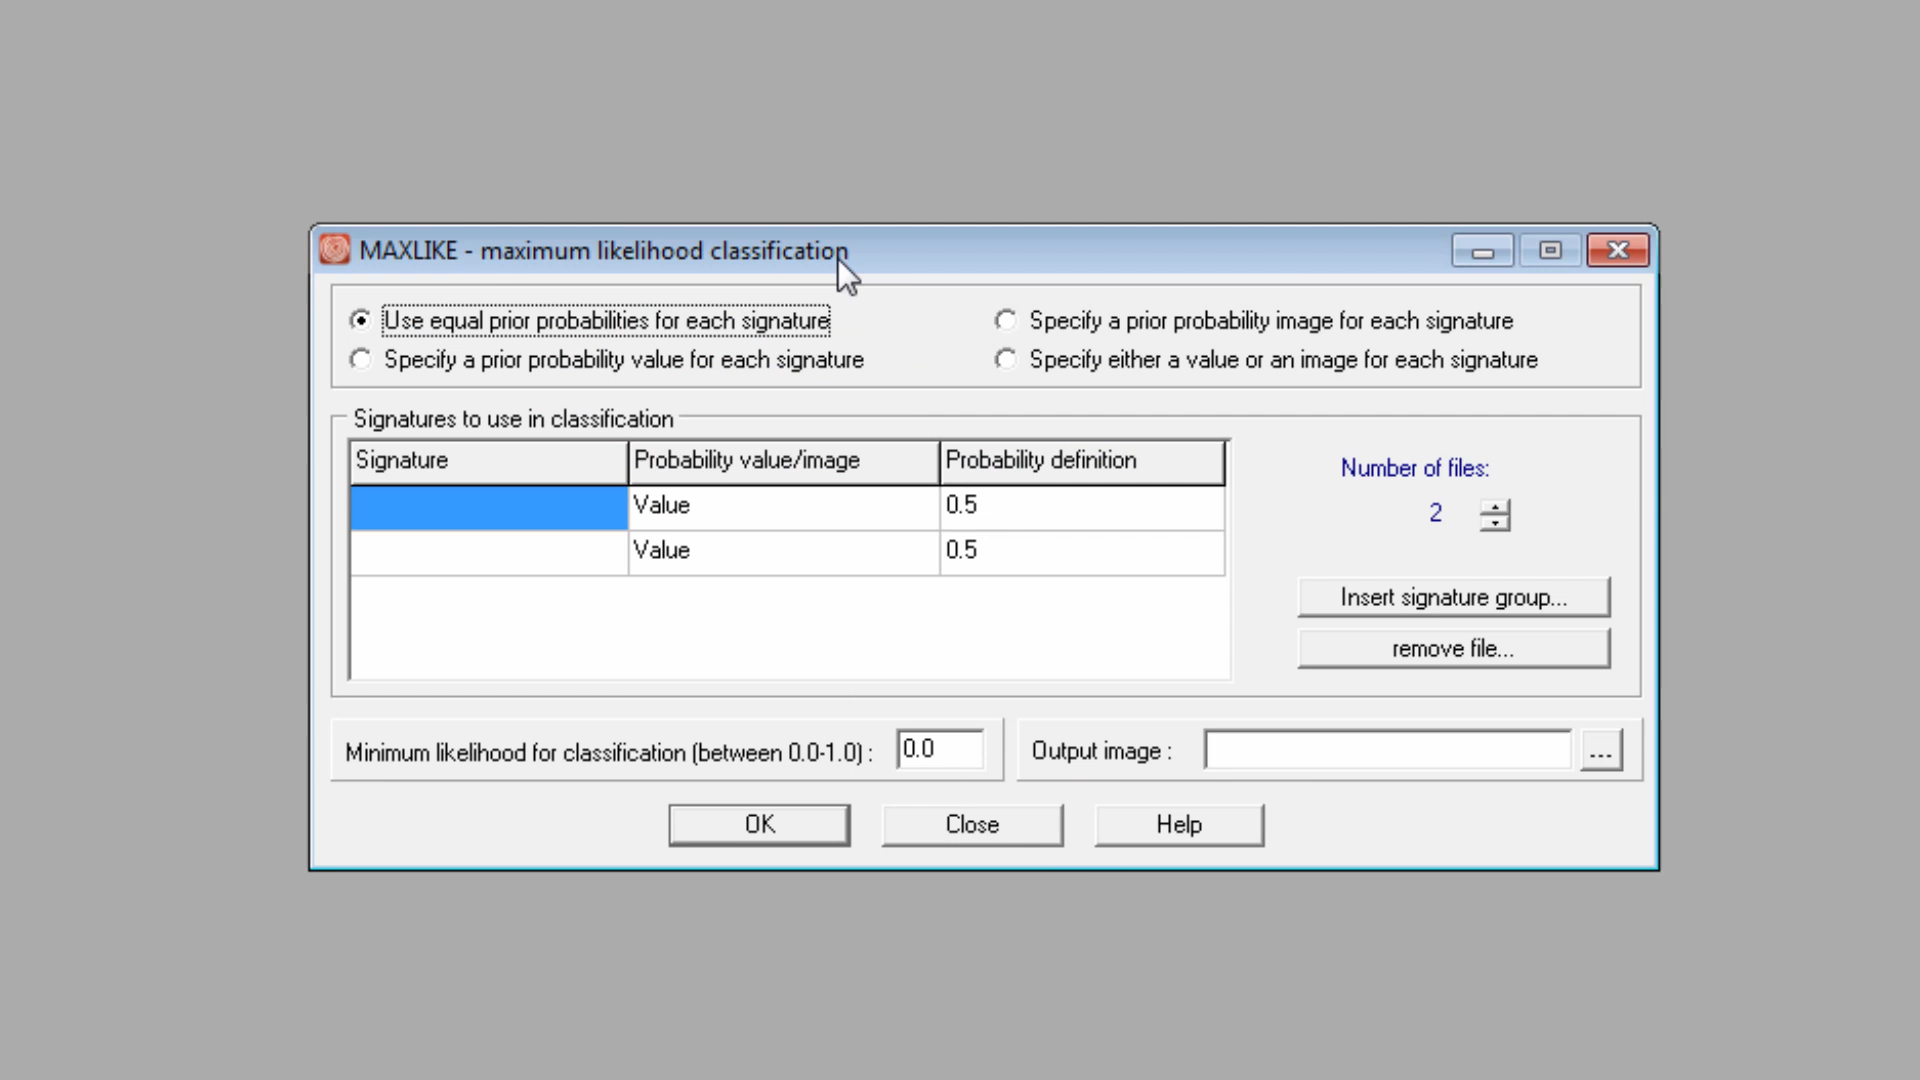 MAXLIKE - maximum likelihood classification
Use equal prior probabilities for each signature
Specify a prior probability image for each signature
Specify a prior probability value for each signature
Specify either a value or an image for each signature
Signatures to use in classification
Signature Probability value/image Probability definition
Value 0.5
Value 0.5
Number of files:
2
Insert signature group...
remove file...
Minimum likelihood for classification (between 0.0-1.0) : 0.0
Output image : ...
OK Close Help